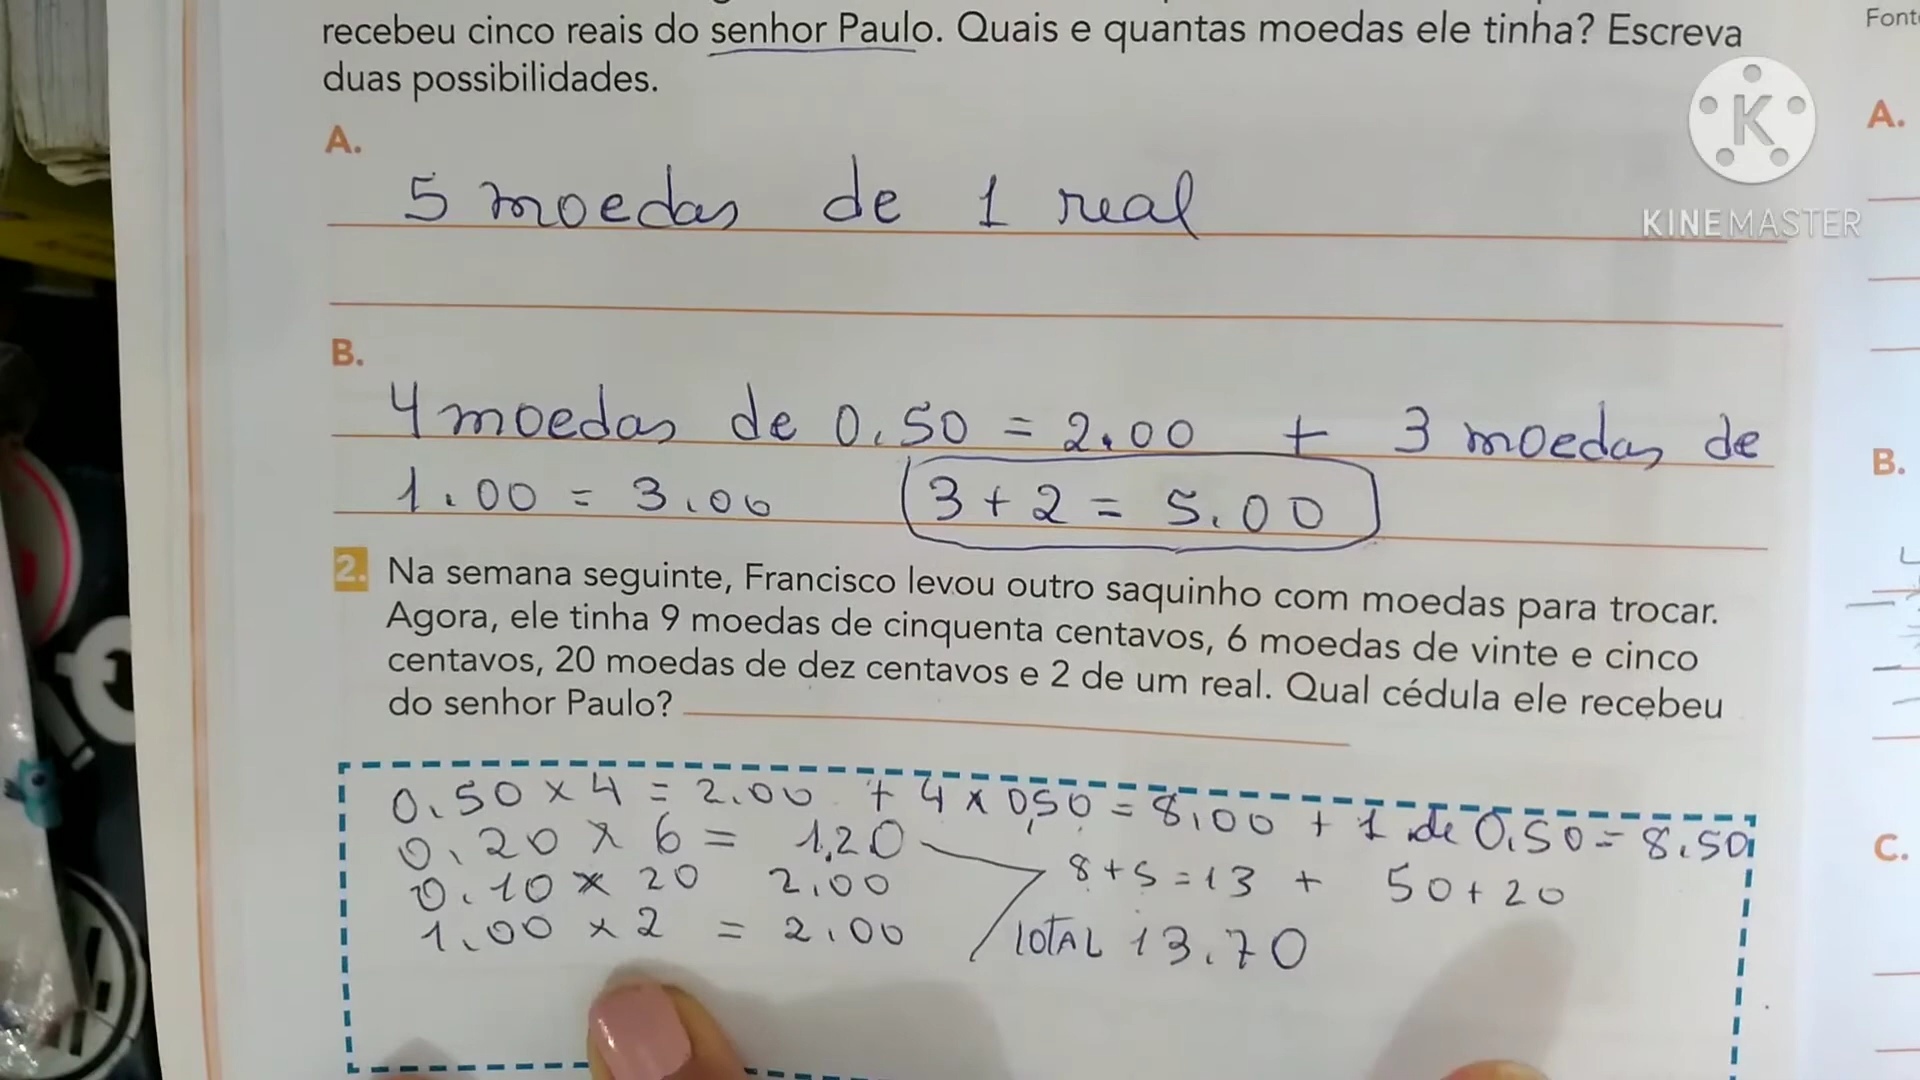 recebeu cinco reais do senhor Paulo. Quais e quantas moedas ele tinha? Escreva
duas possibilidades.
A.
5 moedas de 1 real
B.
4 moedas de 0.50 = 2.00 + 3 moedas de
1.00 = 3.00 3 + 2 = 5.00
2. Na semana seguinte, Francisco levou outro saquinho com moedas para trocar.
Agora, ele tinha 9 moedas de cinquenta centavos, 6 moedas de vinte e cinco
centavos, 20 moedas de dez centavos e 2 de um real. Qual cédula ele recebeu
do senhor Paulo?
0.50 x 4 = 2.00 + 4 x 0,50 = 8,00 + 1 de 0.50 = 8.50
0.20 x 6 = 1,20
8 + 5 = 13 + 50 + 20
0.10 x 20 2.00
1.00 x 2 = 2.00
TOTAL 13.70
K
KINEMASTER
Font
A.
B.
C.